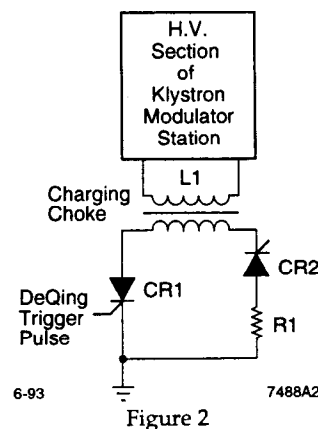 H.V.
Section
of
Klystron
Modulator
Station
L1
Charging
Choke
CR1
CR2
DeQing
Trigger
Pulse
R1
6-93
7488A2
Figure 2